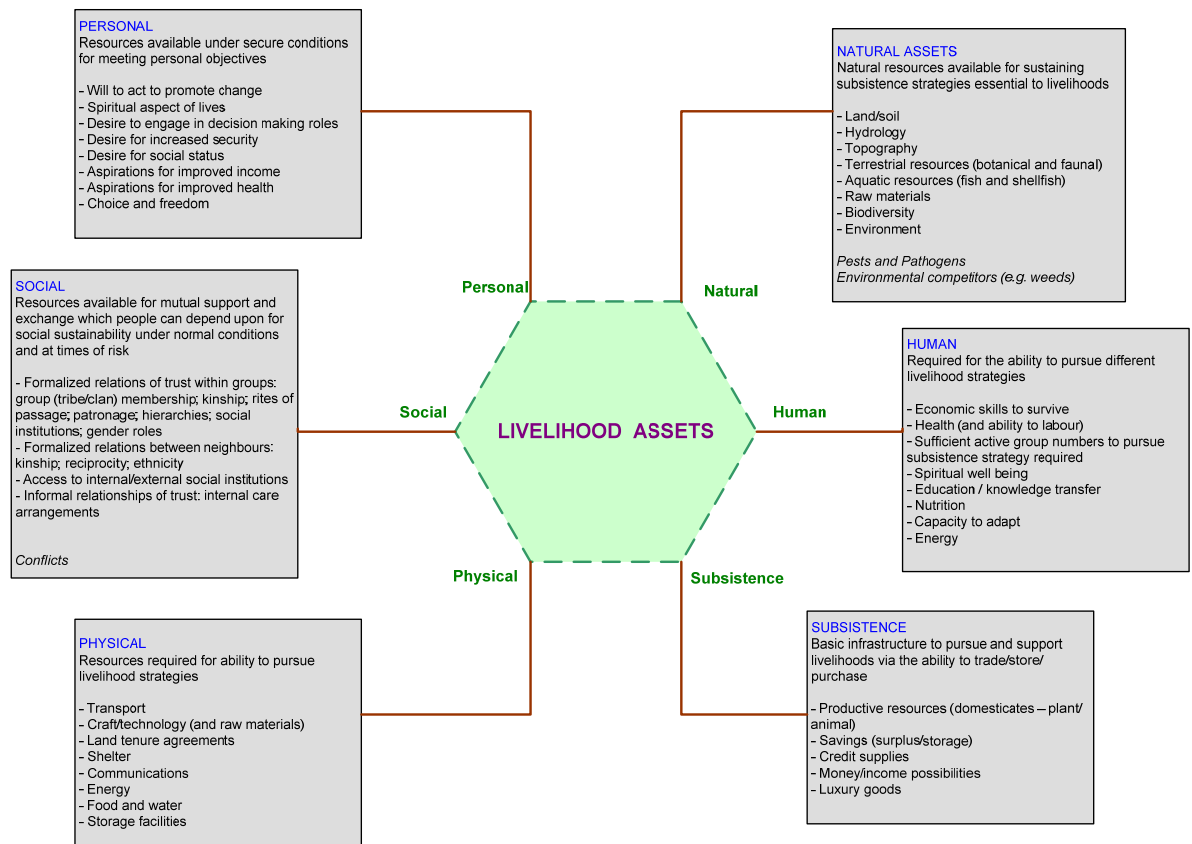 PERSONAL
Resources available under secure conditions
for meeting personal objectives
- Will to act to promote change
- Spiritual aspect of lives
- Desire to engage in decision making roles
- Desire for increased security
- Desire for social status
- Aspirations for improved income
- Aspirations for improved health
- Choice and freedom
NATURAL ASSETS
Natural resources available for sustaining
subsistence strategies essential to livelihoods
- Land/soil
- Hydrology
- Topography
- Terrestrial resources (botanical and faunal)
- Aquatic resources (fish and shellfish)
- Raw materials
- Biodiversity
- Environment
Pests and Pathogens
Environmental competitors (e.g. weeds)
SOCIAL
Resources available for mutual support and
exchange which people can depend upon for
social sustainability under normal conditions
and at times of risk
- Formalized relations of trust within groups:
group (tribe/clan) membership; kinship; rites of
passage; patronage; hierarchies; social
institutions; gender roles
- Formalized relations between neighbours:
kinship; reciprocity; ethnicity
- Access to internal/external social institutions
- Informal relationships of trust: internal care
arrangements
Conflicts
Personal
Natural
Social
Human
LIVELIHOOD ASSETS
Physical
Subsistence
HUMAN
Required for the ability to pursue different
livelihood strategies
- Economic skills to survive
- Health (and ability to labour)
- Sufficient active group numbers to pursue
subsistence strategy required
- Spiritual well being
- Education / knowledge transfer
- Nutrition
- Capacity to adapt
- Energy
PHYSICAL
Resources required for ability to pursue
livelihood strategies
- Transport
- Craft/technology (and raw materials)
- Land tenure agreements
- Shelter
- Communications
- Energy
- Food and water
- Storage facilities
SUBSISTENCE
Basic infrastructure to pursue and support
livelihoods via the ability to trade/store/
purchase
- Productive resources (domesticates – plant/
animal)
- Savings (surplus/storage)
- Credit supplies
- Money/income possibilities
- Luxury goods